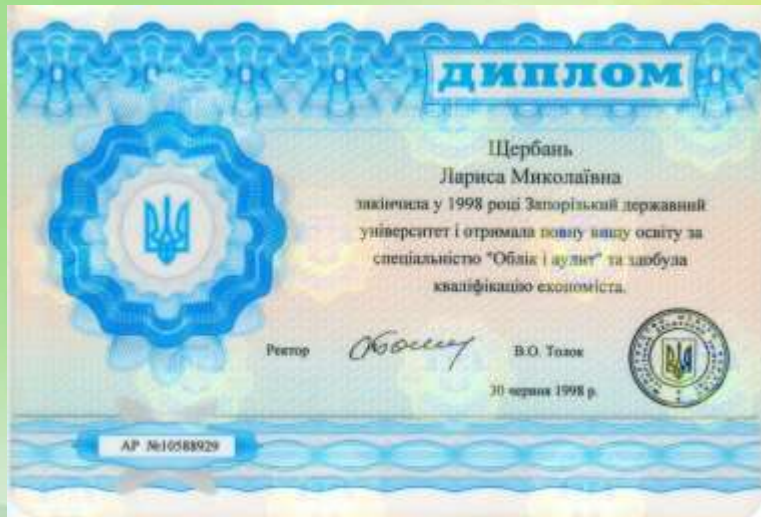 ДИПЛОМ
Щербань
Лариса Миколаївна
закінчила у 1998 році Запорізький державний
університет і отримала повну вищу освіту за
спеціальністю "Облік і аудит" та здобула
кваліфікацію економіста.
Ректор
В.О. Толок
30 червня 1998 р.
АР №10588929